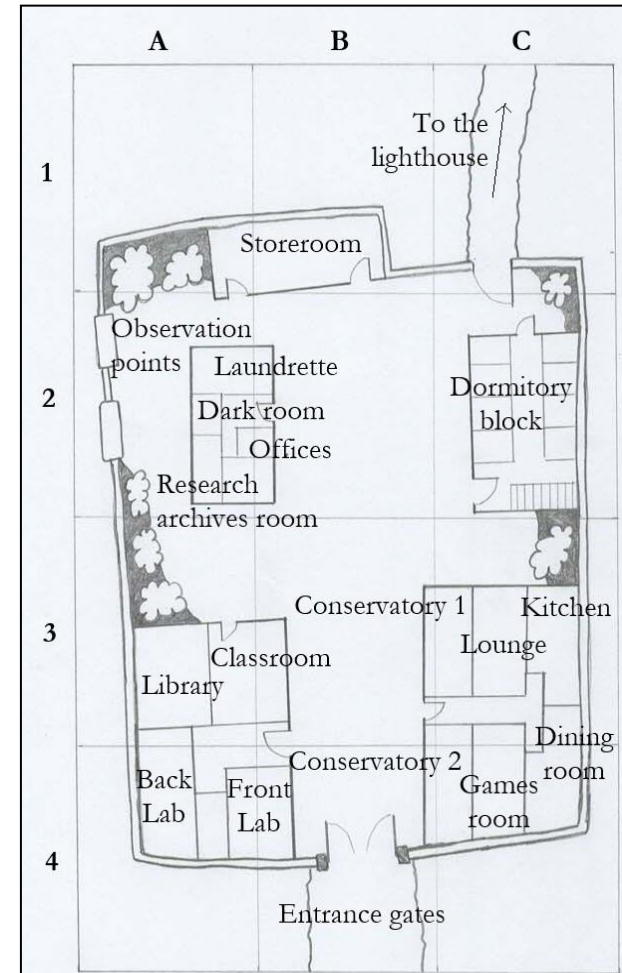 A B C
To the
lighthouse
1
Storeroom
Observation
points
Laundrette
2
Dark room
Dormitory
block
Offices
Research
archives room
Conservatory 1
Kitchen
3
Classroom
Lounge
Library
Conservatory 2
Dining
room
Back
Lab
Front
Lab
Games
room
4
Entrance gates